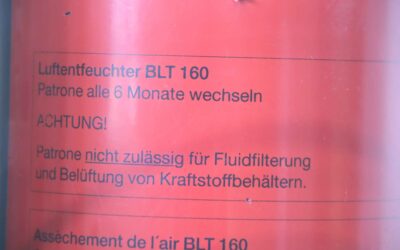 Luftentfeuchter BLT 160
Patrone alle 6 Monate wechseln
ACHTUNG!
Patrone nicht zulässig für Fluidfilterung
und Belüftung von Kraftstoffbehältern.
Assèchement de l´air BLT 160